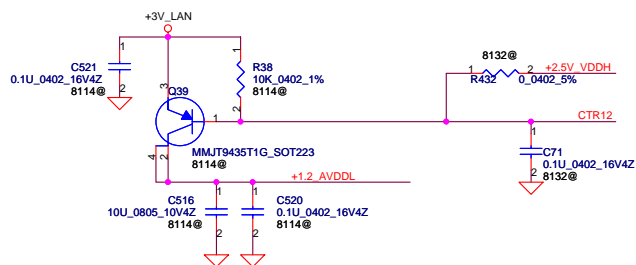 +3V_LAN
1
C521
0.1U_0402_16V4Z
8114@
2
1
R38
10K_0402_1%
8114@
2
8132@
1
2
+2.5V_VDDH
R432
0_0402_5%
3
Q39
1
CTR12
MMJT9435T1G_SOT223
8114@
4
2
1
C71
0.1U_0402_16V4Z
8132@
2
+1.2_AVDDL
1
C516
10U_0805_10V4Z
8114@
2
1
C520
0.1U_0402_16V4Z
8114@
2